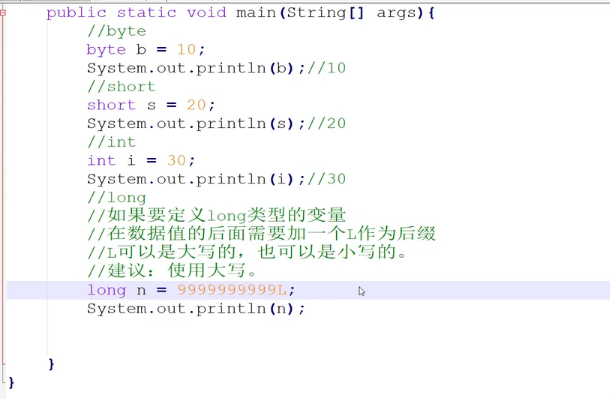 public static void main(String[] args){
//byte
byte b = 10;
System.out.println(b);//10
//short
short s = 20;
System.out.println(s);//20
//int
int i = 30;
System.out.println(i);//30
//long
//如果要定义long类型的变量
//在数据值的后面需要加一个L作为后缀
//L可以是大写的，也可以是小写的。
//建议：使用大写。
long n = 9999999999L;
System.out.println(n);
}
}